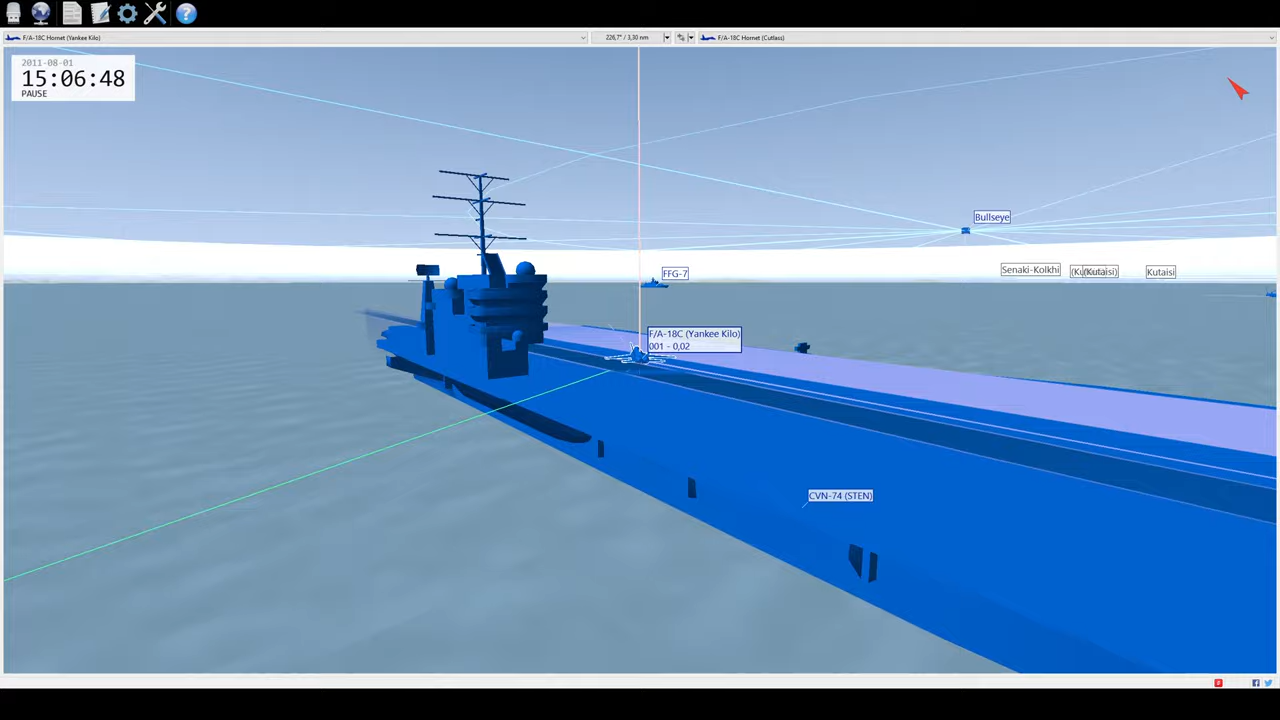 F/A-18C Hornet (Yankee Kilo)
226,7° / 3,30 nm
F/A-18C Hornet (Cutlass)
2011-08-01
15:06:48
PAUSE
Bullseye
FFG-7
Senaki-Kolkhi
(Kutaisi)
Kutaisi
F/A-18C (Yankee Kilo)
001 - 0,02
CVN-74 (STEN)